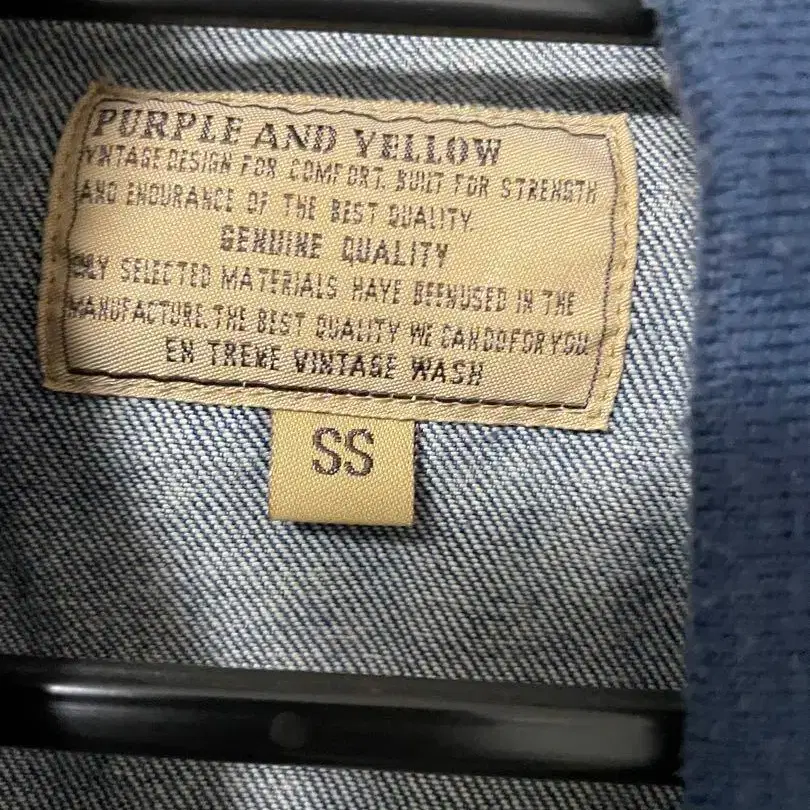 PURPLE AND YELLOW
VINTAGE DESIGN FOR COMFORT. BUILT FOR STRENGTH
AND ENDURANCE OF THE BEST QUALITY.
GENUINE QUALITY
ONLY SELECTED MATERIALS HAVE BEENUSED IN THE
MANUFACTURE.THE BEST QUALITY WE CANDOFORYOU.
EN TREME VINTAGE WASH
SS